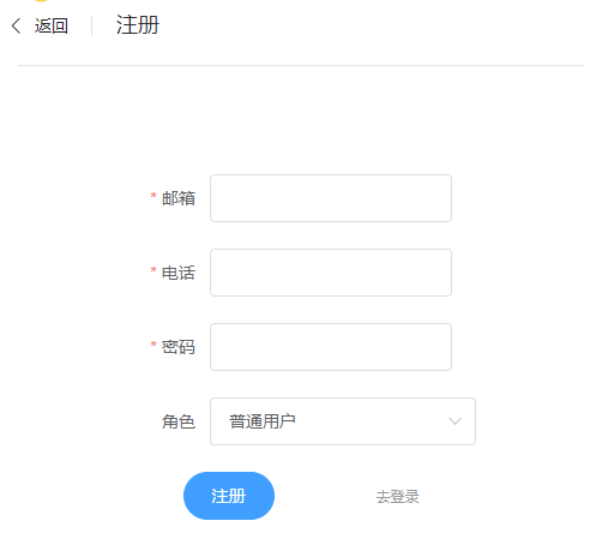 返回 注册
* 邮箱
* 电话
* 密码
角色 普通用户
注册 去登录